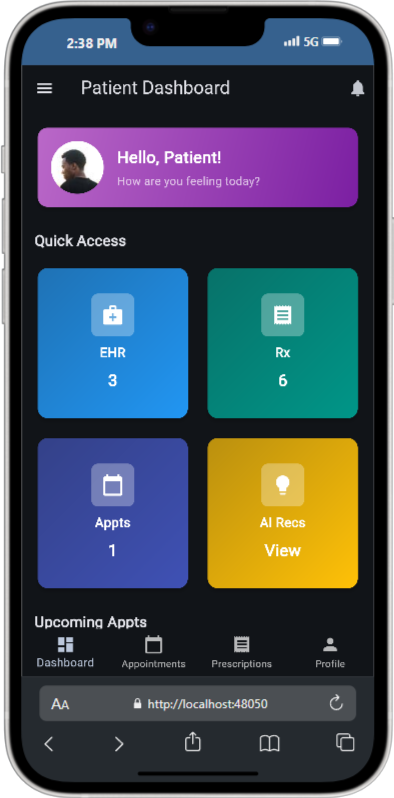 2:38 PM 5G
Patient Dashboard
Hello, Patient!
How are you feeling today?
Quick Access
EHR Rx
3 6
Appts AI Recs
1 View
Upcoming Appts
Dashboard Appointments Prescriptions Profile
AA http://localhost:48050